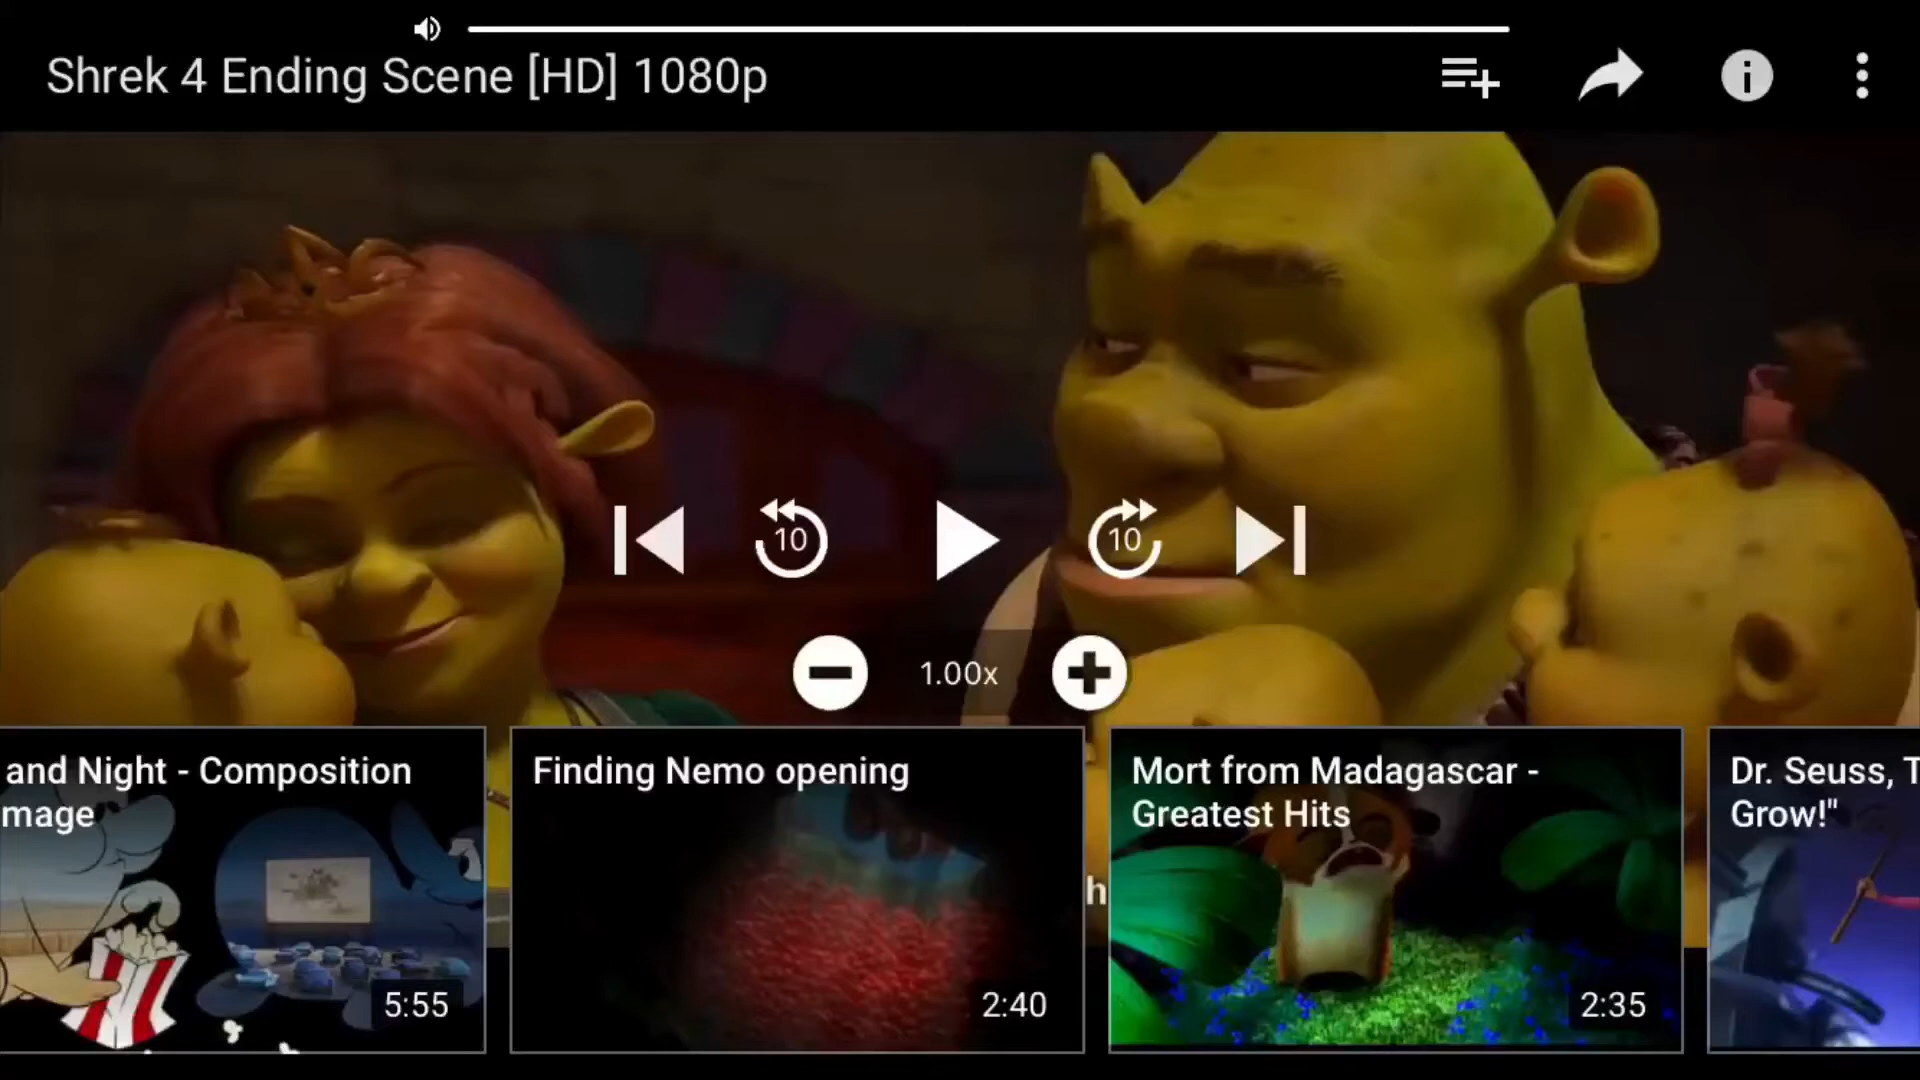 Shrek 4 Ending Scene [HD] 1080p
10
10
1.00x
and Night - Composition
mage
5:55
Finding Nemo opening
2:40
h
Mort from Madagascar -
Greatest Hits
2:35
Dr. Seuss, T
Grow!"